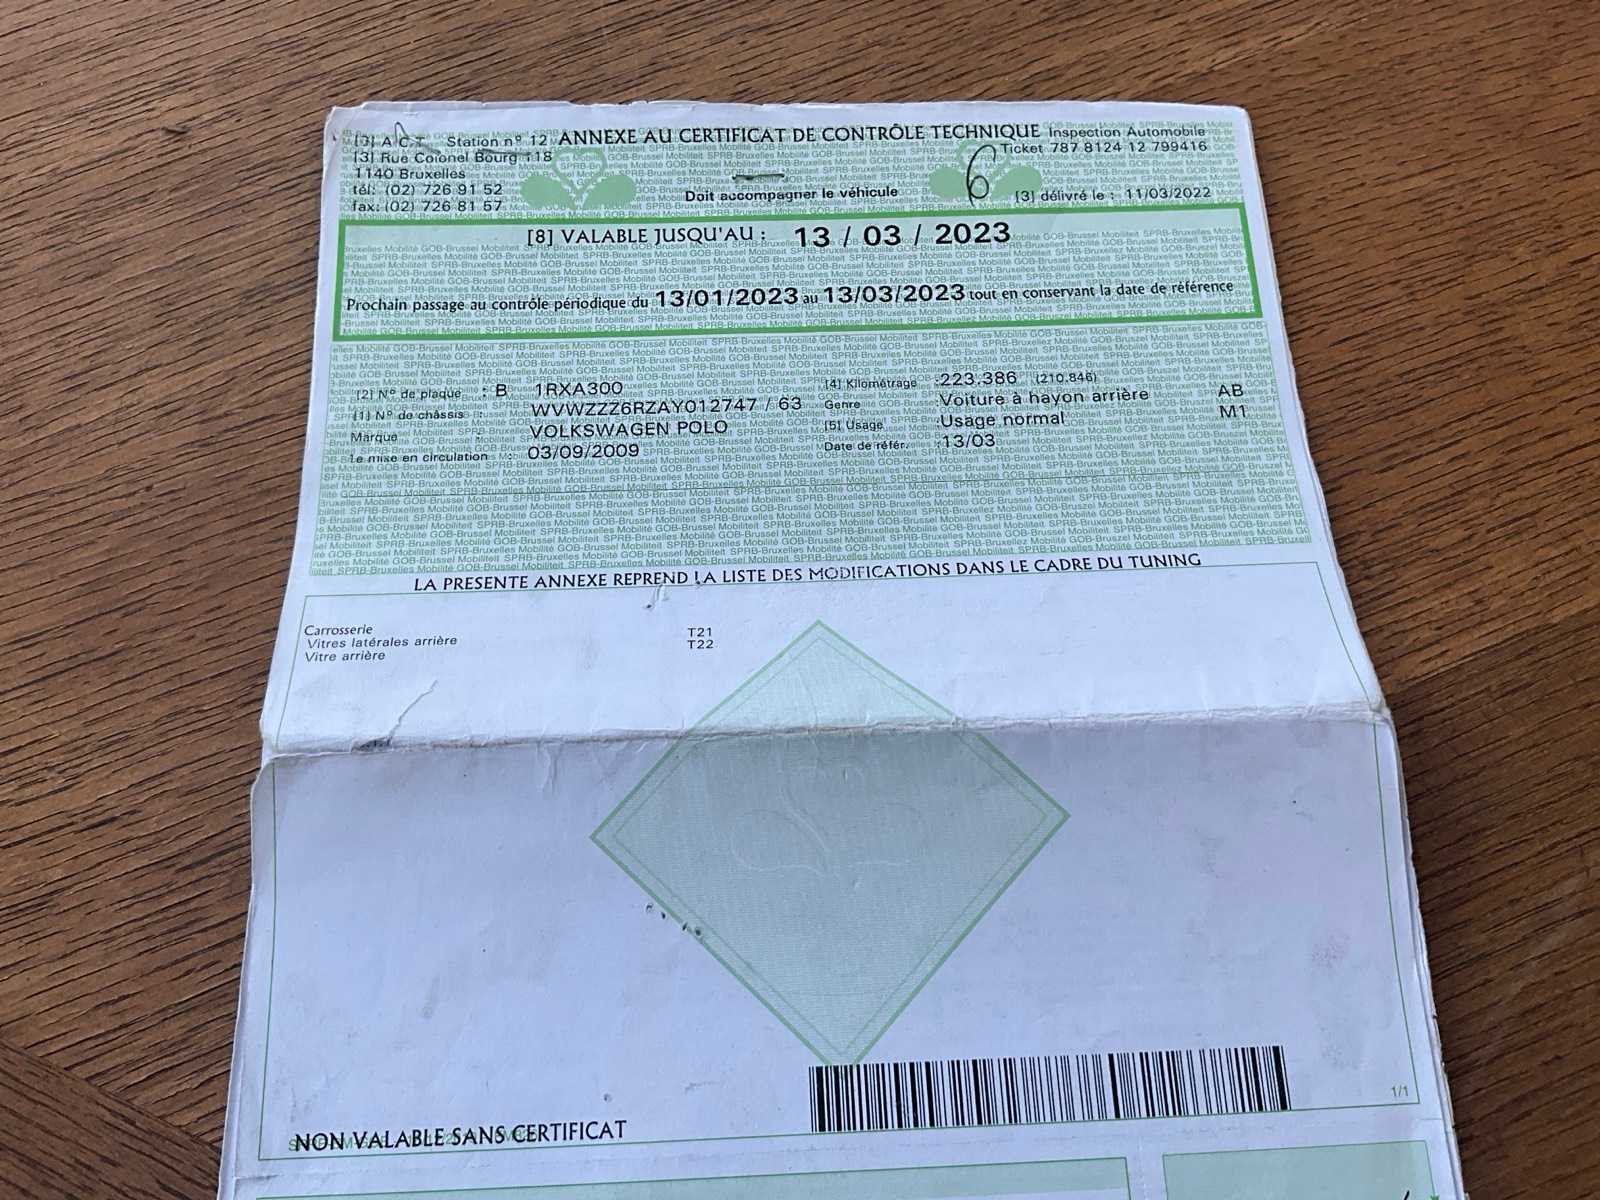 [3] A.C.T. Station n° 12 ANNEXE AU CERTIFICAT DE CONTRÔLE TECHNIQUE Inspection Automobile
[3] Rue Colonel Bourg 118 Ticket 787 8124 12 799416
1140 Bruxelles
tél: (02) 726 91 52 Doit accompagner le véhicule 6 [3] délivré le : 11/03/2022
fax: (02) 726 81 57
[8] VALABLE JUSQU'AU : 13 / 03 / 2023
Prochain passage au contrôle périodique du 13/01/2023 au 13/03/2023 tout en conservant la date de référence
[2] N° de plaque : B 1RXA300 [4] Kilométrage :223.386 (210.846)
[1] N° de châssis : WVWZZZ6RZAY012747 / 63 Genre :Voiture à hayon arrière AB
Marque : VOLKSWAGEN POLO [5] Usage :Usage normal M1
1e mise en circulation : 03/09/2009 Date de référ. :13/03
LA PRESENTE ANNEXE REPREND LA LISTE DES MODIFICATIONS DANS LE CADRE DU TUNING
Carrosserie
Vitres latérales arrière T21
Vitre arrière T22
1/1
NON VALABLE SANS CERTIFICAT